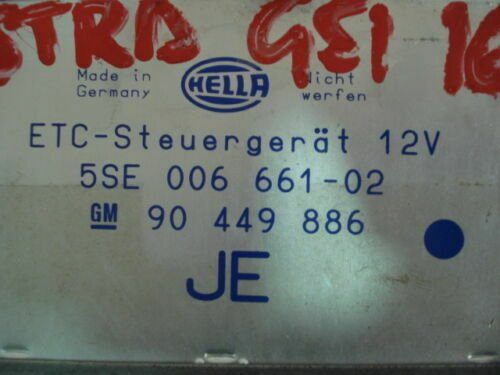 STRA GSI 16
Made in Germany
HELLA
Nicht werfen
ETC-Steuergerät 12V
5SE 006 661-02
GM 90 449 886
JE